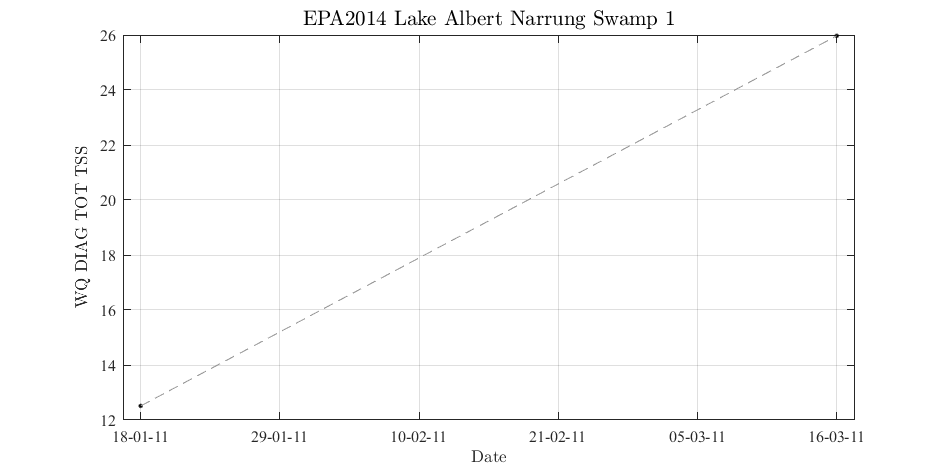 EPA2014 Lake Albert Narrung Swamp 1
26
24
22
20
18
16
14
12
WQ DIAG TOT TSS
18-01-11 29-01-11 10-02-11 21-02-11 05-03-11 16-03-11
Date